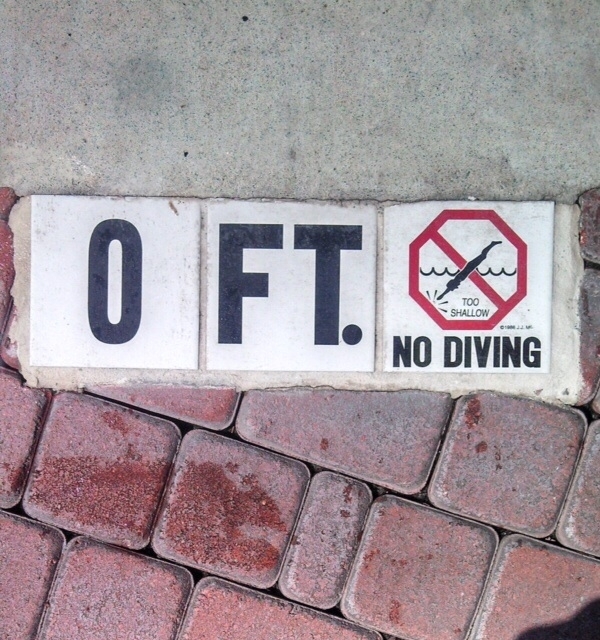 0 FT.
TOO
SHALLOW
NO DIVING